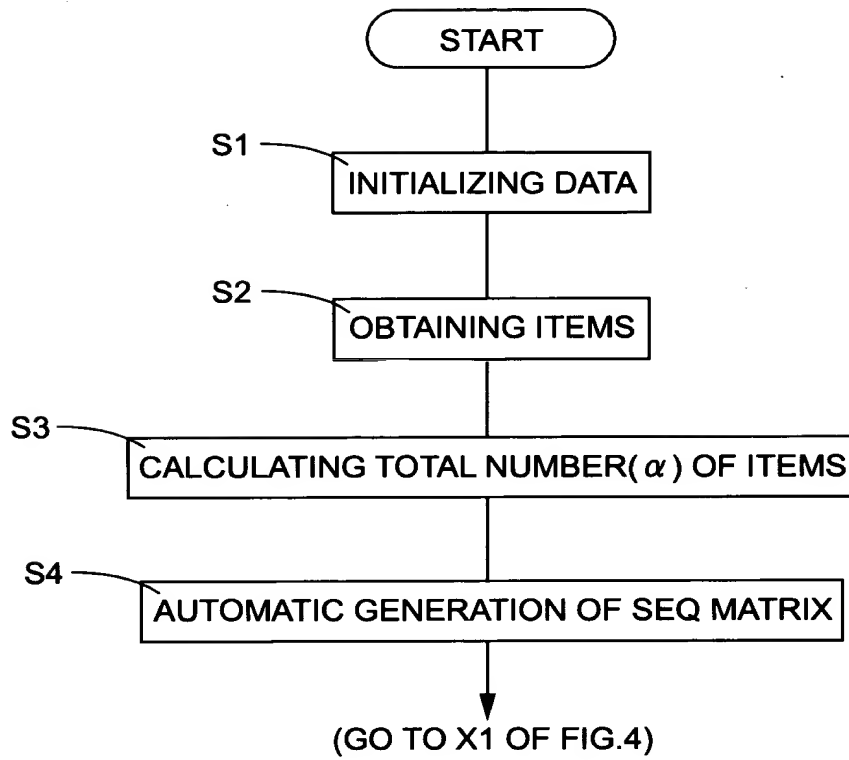 START
S1
INITIALIZING DATA
S2
OBTAINING ITEMS
S3
CALCULATING TOTAL NUMBER(α) OF ITEMS
S4
AUTOMATIC GENERATION OF SEQ MATRIX
(GO TO X1 OF FIG.4)